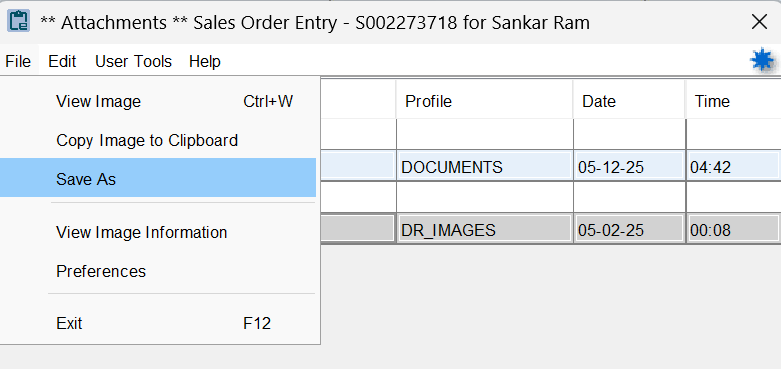 ** Attachments ** Sales Order Entry - S002273718 for Sankar Ram
File Edit User Tools Help
View Image Ctrl+W
Copy Image to Clipboard
Save As
View Image Information
Preferences
Exit F12
Profile Date Time
DOCUMENTS 05-12-25 04:42
DR_IMAGES 05-02-25 00:08